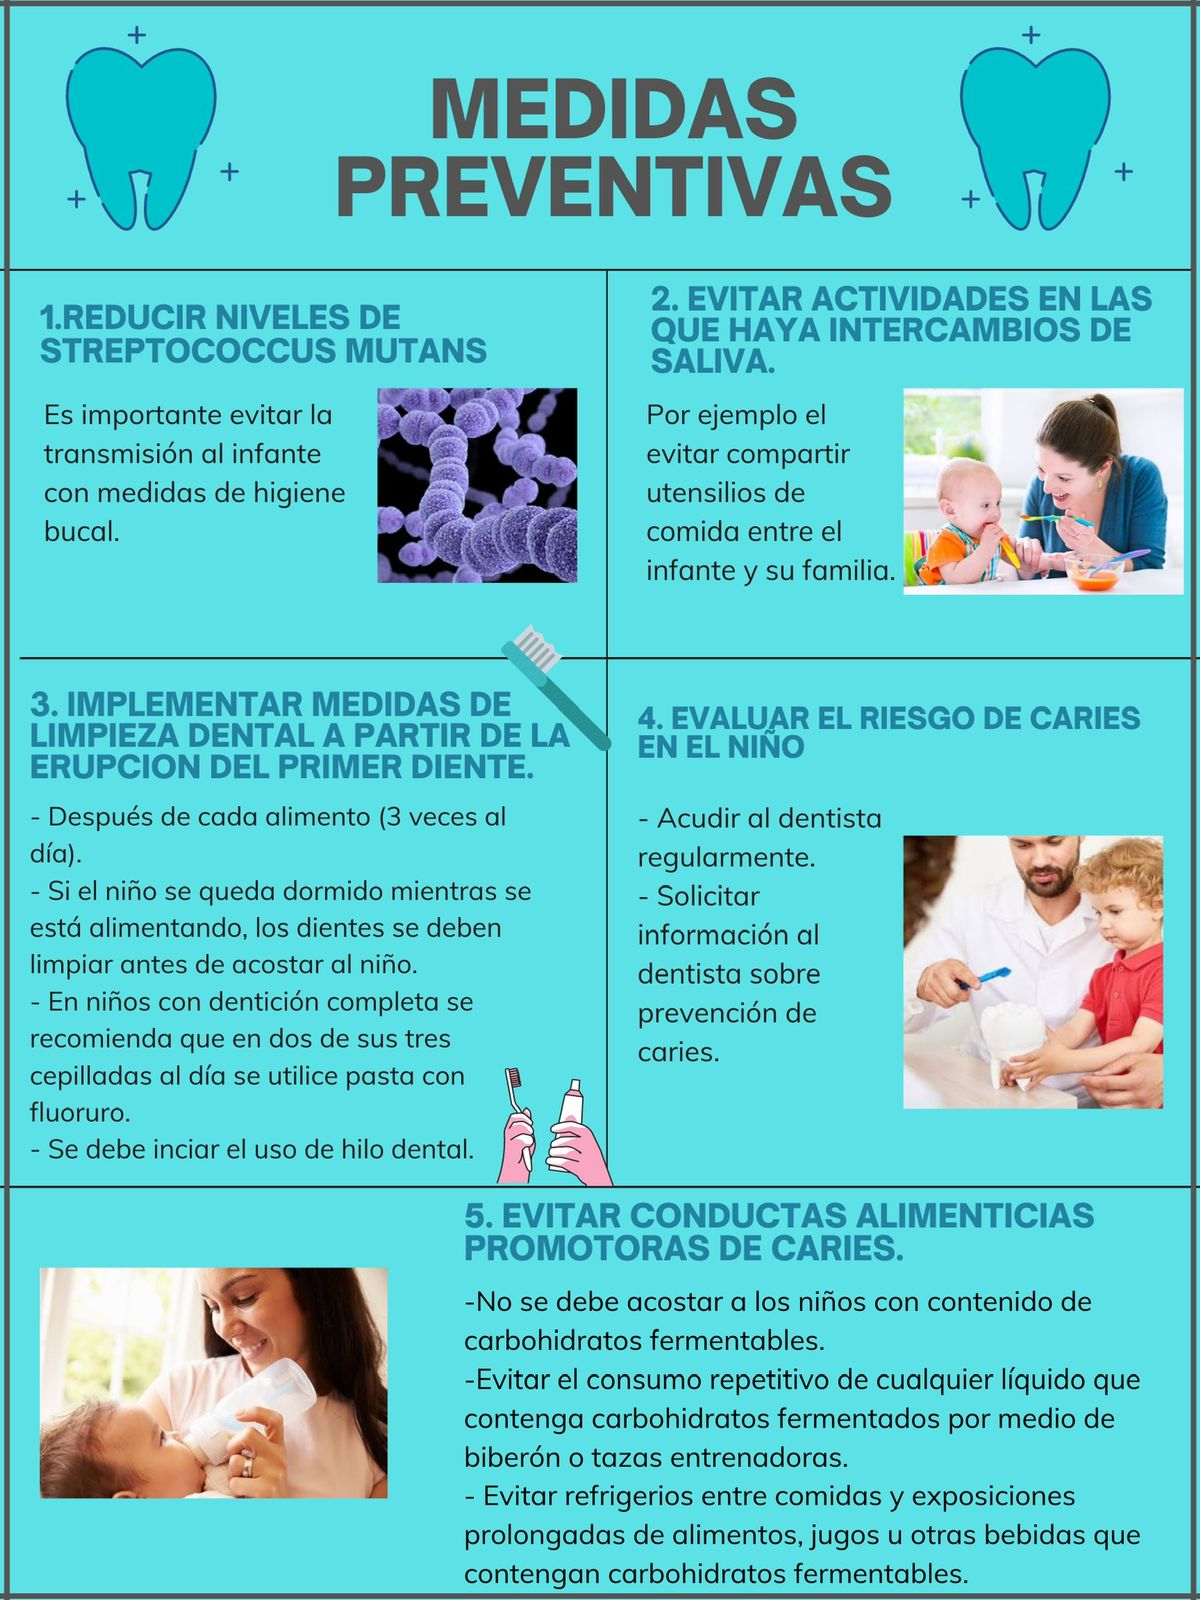 MEDIDAS
PREVENTIVAS
1.REDUCIR NIVELES DE
STREPTOCOCCUS MUTANS
Es importante evitar la
transmisión al infante
con medidas de higiene
bucal.
2. EVITAR ACTIVIDADES EN LAS
QUE HAYA INTERCAMBIOS DE
SALIVA.
Por ejemplo el
evitar compartir
utensilios de
comida entre el
infante y su familia.
3. IMPLEMENTAR MEDIDAS DE
LIMPIEZA DENTAL A PARTIR DE LA
ERUPCION DEL PRIMER DIENTE.
- Después de cada alimento (3 veces al
día).
- Si el niño se queda dormido mientras se
está alimentando, los dientes se deben
limpiar antes de acostar al niño.
- En niños con dentición completa se
recomienda que en dos de sus tres
cepilladas al día se utilice pasta con
fluoruro.
- Se debe inciar el uso de hilo dental.
4. EVALUAR EL RIESGO DE CARIES
EN EL NIÑO
- Acudir al dentista
regularmente.
- Solicitar
información al
dentista sobre
prevención de
caries.
5. EVITAR CONDUCTAS ALIMENTICIAS
PROMOTORAS DE CARIES.
-No se debe acostar a los niños con contenido de
carbohidratos fermentables.
-Evitar el consumo repetitivo de cualquier líquido que
contenga carbohidratos fermentados por medio de
biberón o tazas entrenadoras.
- Evitar refrigerios entre comidas y exposiciones
prolongadas de alimentos, jugos u otras bebidas que
contengan carbohidratos fermentables.